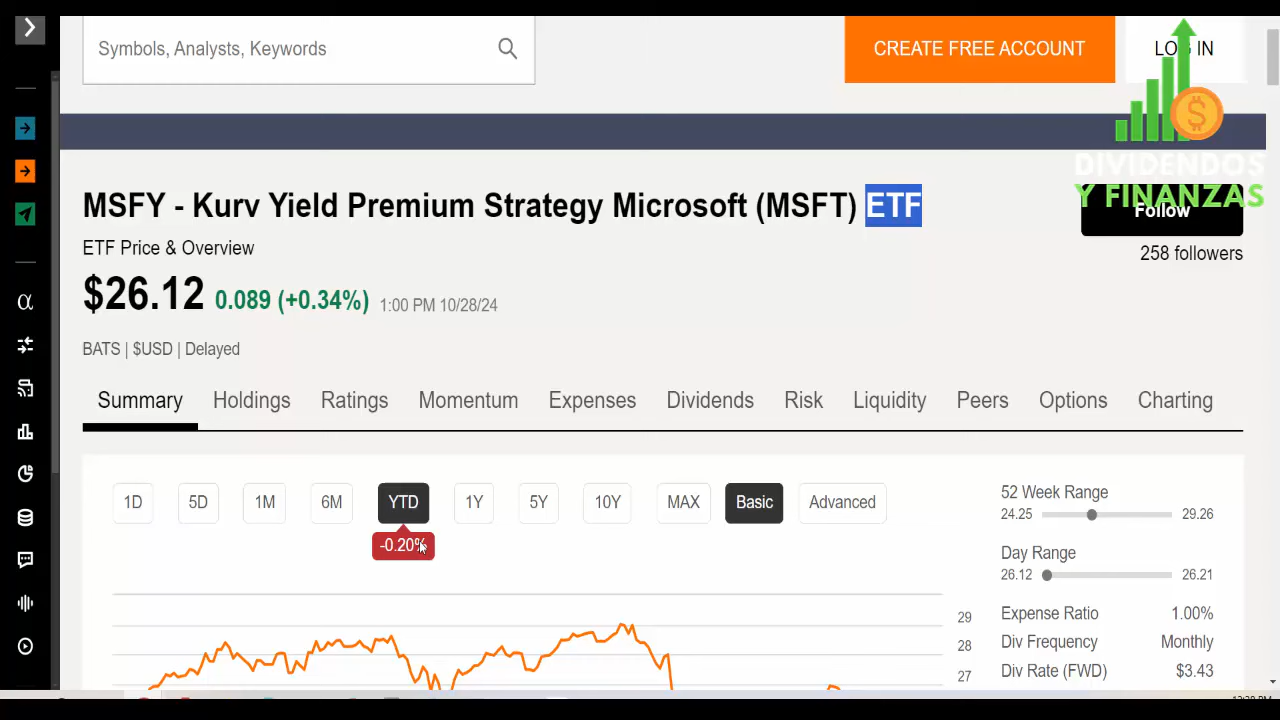 Symbols, Analysts, Keywords
CREATE FREE ACCOUNT
LOG IN
DIVIDENDOS
Y FINANZAS
MSFY - Kurv Yield Premium Strategy Microsoft (MSFT) ETF
Follow
ETF Price & Overview
258 followers
$26.12 0.089 (+0.34%) 1:00 PM 10/28/24
BATS | $USD | Delayed
Summary Holdings Ratings Momentum Expenses Dividends Risk Liquidity Peers Options Charting
1D 5D 1M 6M YTD 1Y 5Y 10Y MAX Basic Advanced
-0.20%
52 Week Range
24.25 29.26
Day Range
26.12 26.21
Expense Ratio 1.00%
Div Frequency Monthly
Div Rate (FWD) $3.43
29
28
27